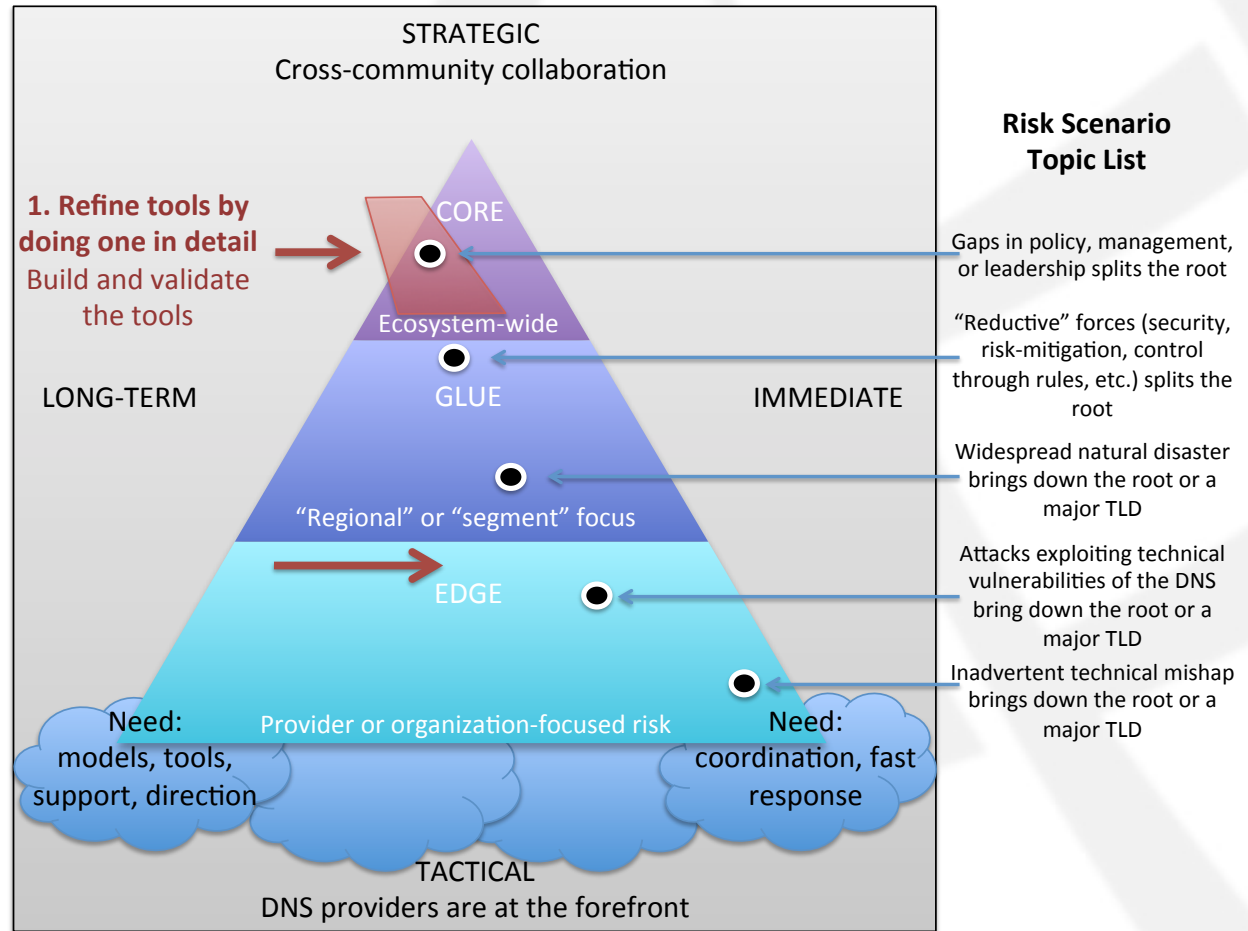 STRATEGIC
Cross-community collaboration
Risk Scenario
Topic List
1. Refine tools by
doing one in detail
Build and validate
the tools
CORE
Ecosystem-wide
Gaps in policy, management,
or leadership splits the root
“Reductive” forces (security,
risk-mitigation, control
through rules, etc.) splits the
root
LONG-TERM
GLUE
IMMEDIATE
“Regional” or “segment” focus
Widespread natural disaster
brings down the root or a
major TLD
EDGE
Attacks exploiting technical
vulnerabilities of the DNS
bring down the root or a
major TLD
Inadvertent technical mishap
brings down the root or a
major TLD
Provider or organization-focused risk
Need:
models, tools,
support, direction
Need:
coordination, fast
response
TACTICAL
DNS providers are at the forefront